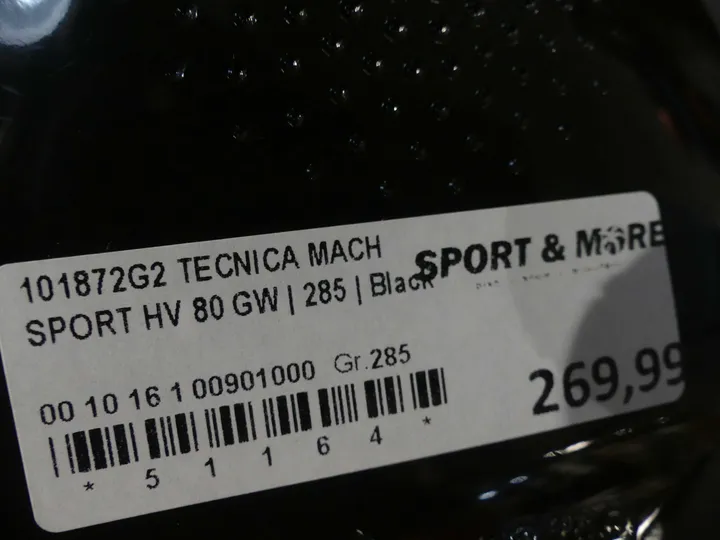 101872G2 TECNICA MACH
SPORT HV 80 GW | 285 | Black
SPORT & MORE
00 10 16 1 00901000 Gr.285
269,99
* 5 1 1 6 4 *